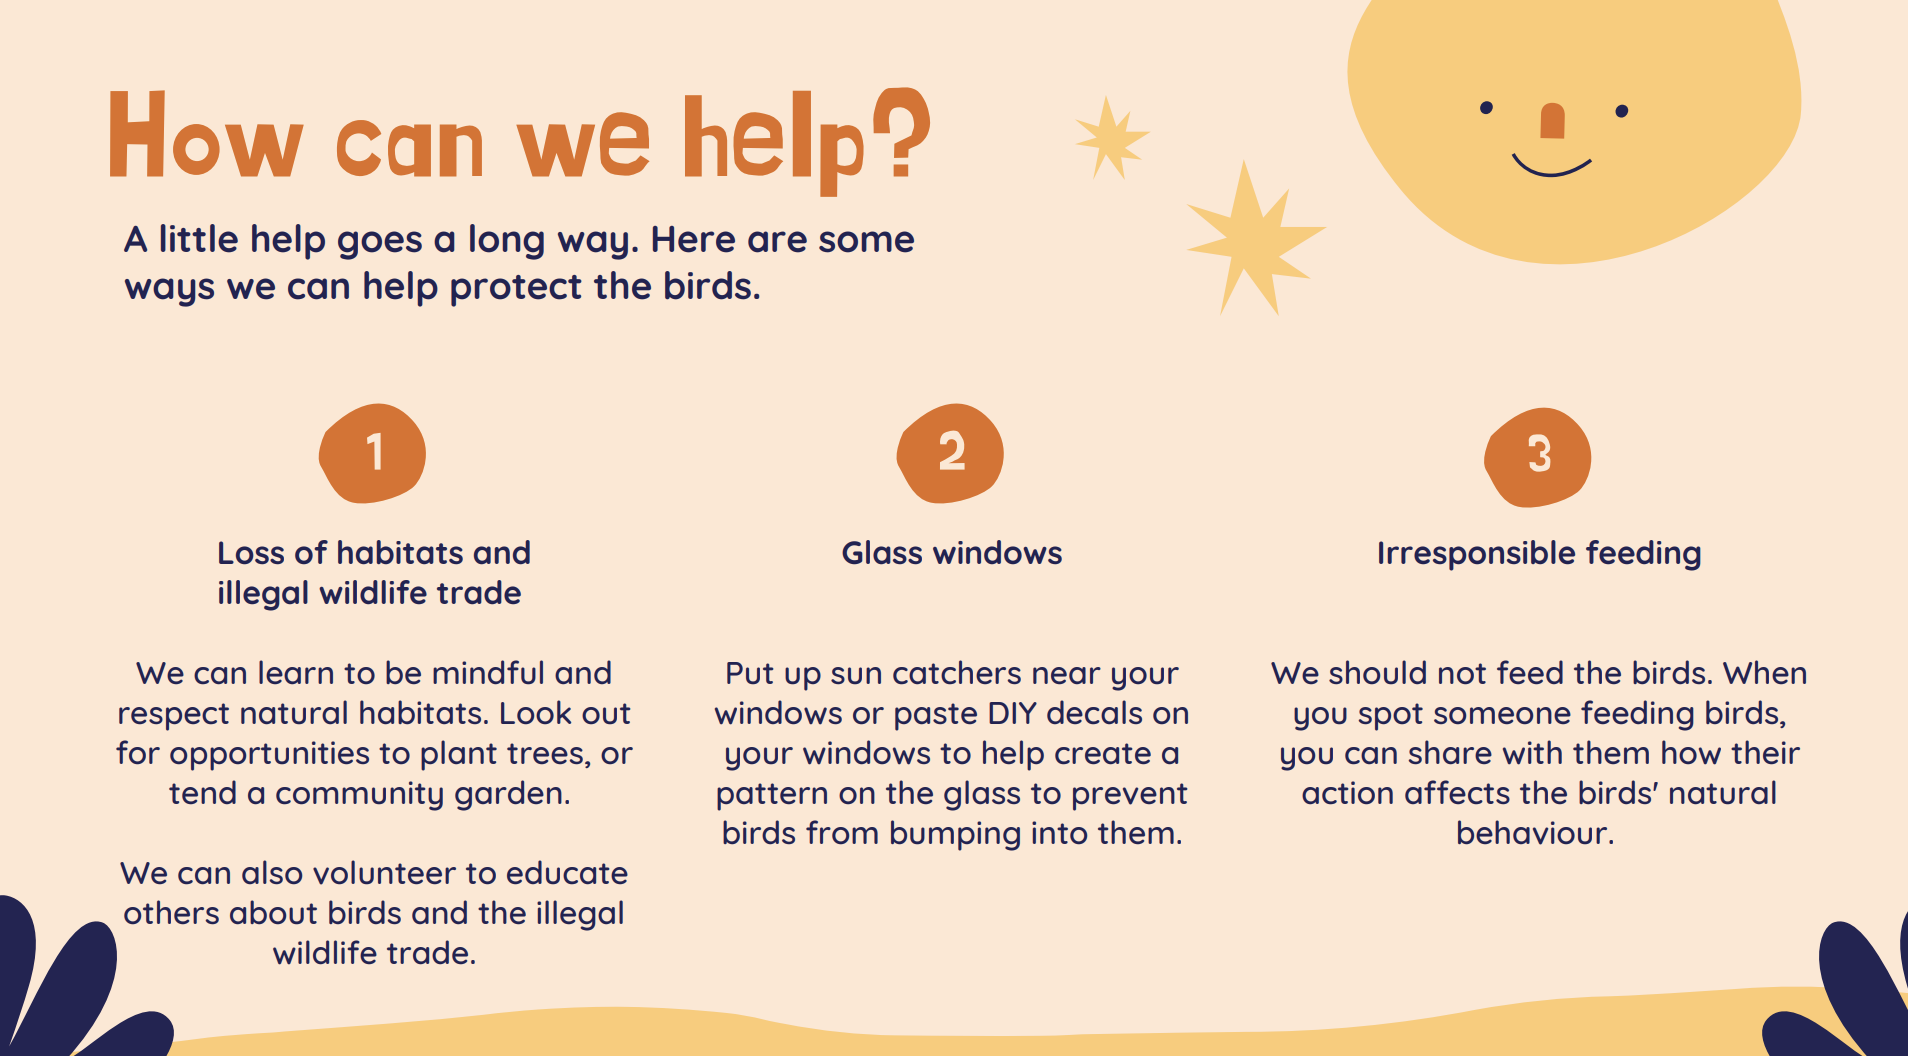 How can we help?
A little help goes a long way. Here are some
ways we can help protect the birds.
1
Loss of habitats and
illegal wildlife trade
We can learn to be mindful and
respect natural habitats. Look out
for opportunities to plant trees, or
tend a community garden.
We can also volunteer to educate
others about birds and the illegal
wildlife trade.
2
Glass windows
Put up sun catchers near your
windows or paste DIY decals on
your windows to help create a
pattern on the glass to prevent
birds from bumping into them.
3
Irresponsible feeding
We should not feed the birds. When
you spot someone feeding birds,
you can share with them how their
action affects the birds' natural
behaviour.